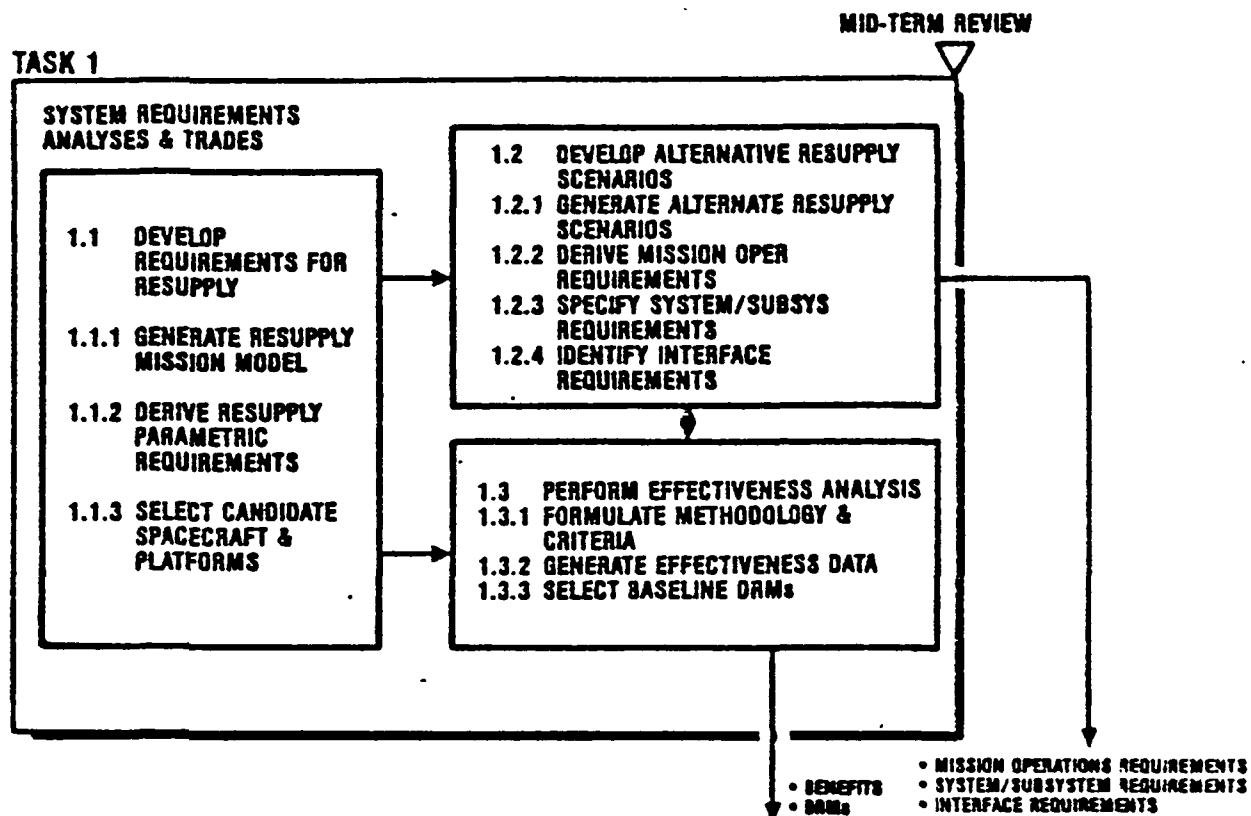 MID-TERM REVIEW
TASK 1
SYSTEM REQUIREMENTS
ANALYSES & TRADES
1.1 DEVELOP
REQUIREMENTS FOR
RESUPPLY
1.1.1 GENERATE RESUPPLY
MISSION MODEL
1.1.2 DERIVE RESUPPLY
PARAMETRIC
REQUIREMENTS
1.1.3 SELECT CANDIDATE
SPACECRAFT &
PLATFORMS
1.2 DEVELOP ALTERNATIVE RESUPPLY
SCENARIOS
1.2.1 GENERATE ALTERNATE RESUPPLY
SCENARIOS
1.2.2 DERIVE MISSION OPER
REQUIREMENTS
1.2.3 SPECIFY SYSTEM/SUBSYS
REQUIREMENTS
1.2.4 IDENTIFY INTERFACE
REQUIREMENTS
1.3 PERFORM EFFECTIVENESS ANALYSIS
1.3.1 FORMULATE METHODOLOGY &
CRITERIA
1.3.2 GENERATE EFFECTIVENESS DATA
1.3.3 SELECT BASELINE DRMs
• BENEFITS
• DRMs
• MISSION OPERATIONS REQUIREMENTS
• SYSTEM/SUBSYSTEM REQUIREMENTS
• INTERFACE REQUIREMENTS